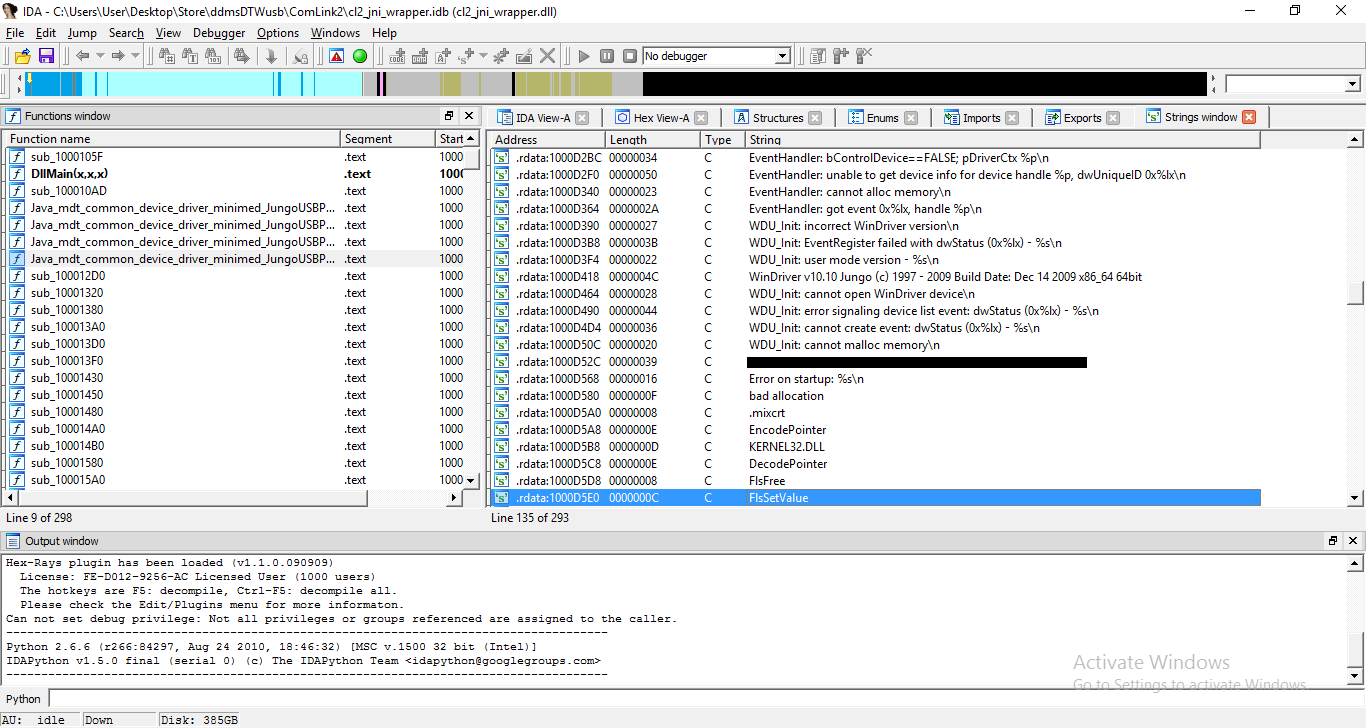 IDA - C:\Users\User\Desktop\Store\ddmsDTWusb\ComLink2\cl2_jni_wrapper.idb (cl2_jni_wrapper.dll)
File Edit Jump Search View Debugger Options Windows Help
No debugger
Functions window
Function name Segment Start
sub_1000105F .text 1000
DllMain(x,x,x) .text 1000
sub_100010AD .text 1000
Java_mdt_common_device_driver_minimed_JungoUSBP... .text 1000
Java_mdt_common_device_driver_minimed_JungoUSBP... .text 1000
Java_mdt_common_device_driver_minimed_JungoUSBP... .text 1000
Java_mdt_common_device_driver_minimed_JungoUSBP... .text 1000
sub_100012D0 .text 1000
sub_10001320 .text 1000
sub_10001380 .text 1000
sub_100013A0 .text 1000
sub_100013D0 .text 1000
sub_100013F0 .text 1000
sub_10001430 .text 1000
sub_10001450 .text 1000
sub_10001480 .text 1000
sub_100014A0 .text 1000
sub_100014B0 .text 1000
sub_10001580 .text 1000
sub_100015A0 .text 1000
Line 9 of 298
IDA View-A Hex View-A Structures Enums Imports Exports Strings window
Address Length Type String
.rdata:1000D2BC 00000034 C EventHandler: bControlDevice==FALSE; pDriverCtx %p\n
.rdata:1000D2F0 00000050 C EventHandler: unable to get device info for device handle %p, dwUniqueID 0x%lx\n
.rdata:1000D340 00000023 C EventHandler: cannot alloc memory\n
.rdata:1000D364 0000002A C EventHandler: got event 0x%lx, handle %p\n
.rdata:1000D390 00000027 C WDU_Init: incorrect WinDriver version\n
.rdata:1000D3B8 0000003B C WDU_Init: EventRegister failed with dwStatus (0x%lx) - %s\n
.rdata:1000D3F4 00000022 C WDU_Init: user mode version - %s\n
.rdata:1000D418 0000004C C WinDriver v10.10 Jungo (c) 1997 - 2009 Build Date: Dec 14 2009 x86_64 64bit
.rdata:1000D464 00000028 C WDU_Init: cannot open WinDriver device\n
.rdata:1000D490 00000044 C WDU_Init: error signaling device list event: dwStatus (0x%lx) - %s\n
.rdata:1000D4D4 00000036 C WDU_Init: cannot create event: dwStatus (0x%lx) - %s\n
.rdata:1000D50C 00000020 C WDU_Init: cannot malloc memory\n
.rdata:1000D52C 00000039 C
.rdata:1000D568 00000016 C Error on startup: %s\n
.rdata:1000D580 0000000F C bad allocation
.rdata:1000D5A0 00000008 C .mixcrt
.rdata:1000D5A8 0000000E C EncodePointer
.rdata:1000D5B8 0000000D C KERNEL32.DLL
.rdata:1000D5C8 0000000E C DecodePointer
.rdata:1000D5D8 00000008 C FlsFree
.rdata:1000D5E0 0000000C C FlsSetValue
Line 135 of 293
Output window
Hex-Rays plugin has been loaded (v1.1.0.090909)
License: FE-D012-9256-AC Licensed User (1000 users)
The hotkeys are F5: decompile, Ctrl-F5: decompile all.
Please check the Edit/Plugins menu for more informaton.
Can not set debug privilege: Not all privileges or groups referenced are assigned to the caller.
Python 2.6.6 (r266:84297, Aug 24 2010, 18:46:32) [MSC v.1500 32 bit (Intel)]
IDAPython v1.5.0 final (serial 0) (c) The IDAPython Team <idapython@googlegroups.com>
Activate Windows
Go to Settings to activate Windows.
Python
AU: idle Down Disk: 385GB